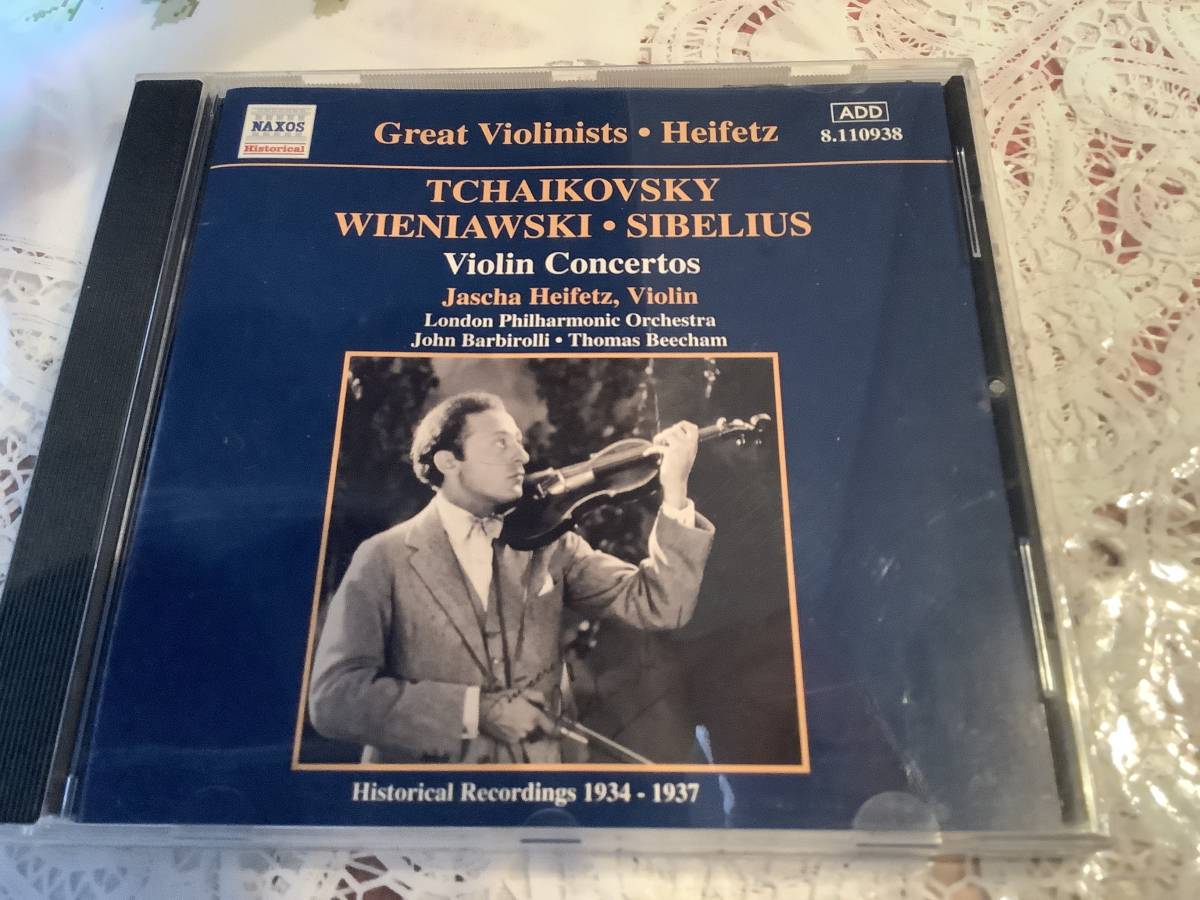 NAXOS
Historical
Great Violinists • Heifetz
ADD
8.110938
TCHAIKOVSKY
WIENIAWSKI • SIBELIUS
Violin Concertos
Jascha Heifetz, Violin
London Philharmonic Orchestra
John Barbirolli • Thomas Beecham
Historical Recordings 1934 - 1937